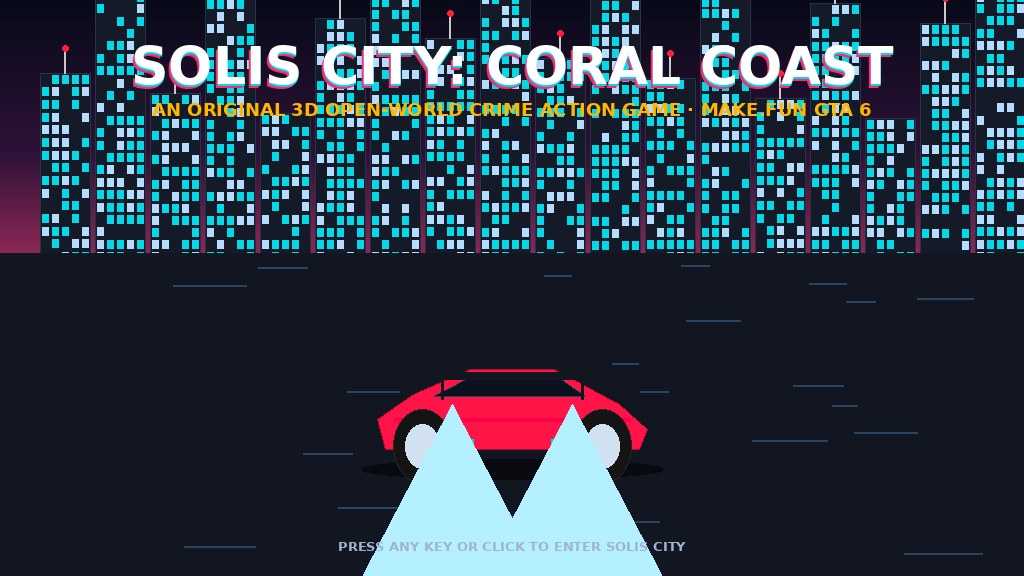 SOLIS CITY: CORAL COAST
AN ORIGINAL 3D OPEN-WORLD CRIME ACTION GAME · MAKE FUN GTA 6
PRESS ANY KEY OR CLICK TO ENTER SOLIS CITY